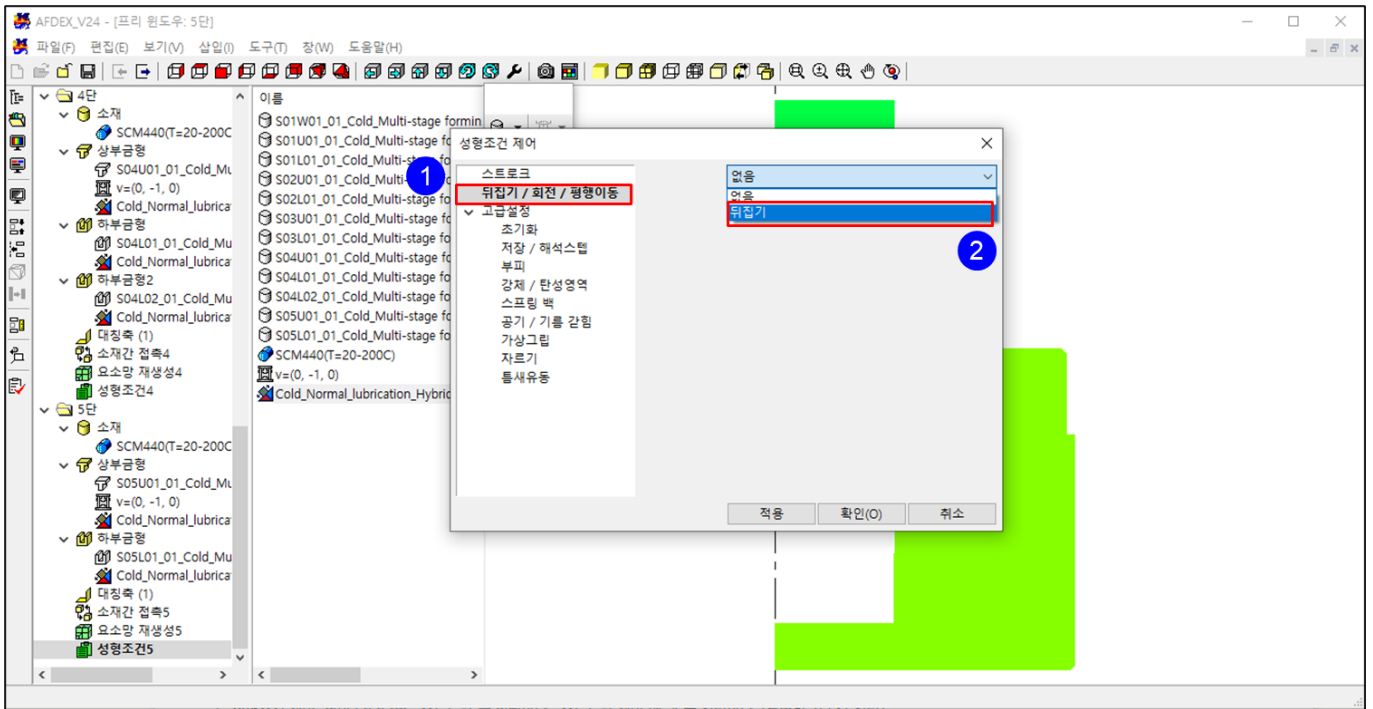 AFDEX_V24 - [프리 윈도우: 5단]
파일(F) 편집(E) 보기(V) 삽입(I) 도구(T) 창(W) 도움말(H)
4단
소재
SCM440(T=20-200C
상부금형
S04U01_01_Cold_Mu
v=(0, -1, 0)
Cold_Normal_lubrica
하부금형
S04L01_01_Cold_Mu
Cold_Normal_lubrica
하부금형2
S04L02_01_Cold_Mu
Cold_Normal_lubrica
대칭축 (1)
소재간 접촉4
요소망 재생성4
성형조건4
5단
소재
SCM440(T=20-200C
상부금형
S05U01_01_Cold_Mu
v=(0, -1, 0)
Cold_Normal_lubrica
하부금형
S05L01_01_Cold_Mu
Cold_Normal_lubrica
대칭축 (1)
소재간 접촉5
요소망 재생성5
성형조건5
이름
S01W01_01_Cold_Multi-stage formin
S01U01_01_Cold_Multi-stage fo
S01L01_01_Cold_Multi-st fo
S02U01_01_Cold_Multi-
S02L01_01_Cold_Multi-stage fo
S03U01_01_Cold_Multi-stage fo
S03L01_01_Cold_Multi-stage fo
S04U01_01_Cold_Multi-stage fo
S04L01_01_Cold_Multi-stage fo
S04L02_01_Cold_Multi-stage fo
S05U01_01_Cold_Multi-stage fo
S05L01_01_Cold_Multi-stage fo
SCM440(T=20-200C)
v=(0, -1, 0)
Cold_Normal_lubrication_Hybric
성형조건 제어
1
스트로크
뒤집기 / 회전 / 평행이동
고급설정
초기화
저장 / 해석스텝
부피
강체 / 탄성영역
스프링 백
공기 / 기름 갇힘
가상그립
자르기
틈새유동
없음
없음
뒤집기
2
적용 확인(O) 취소